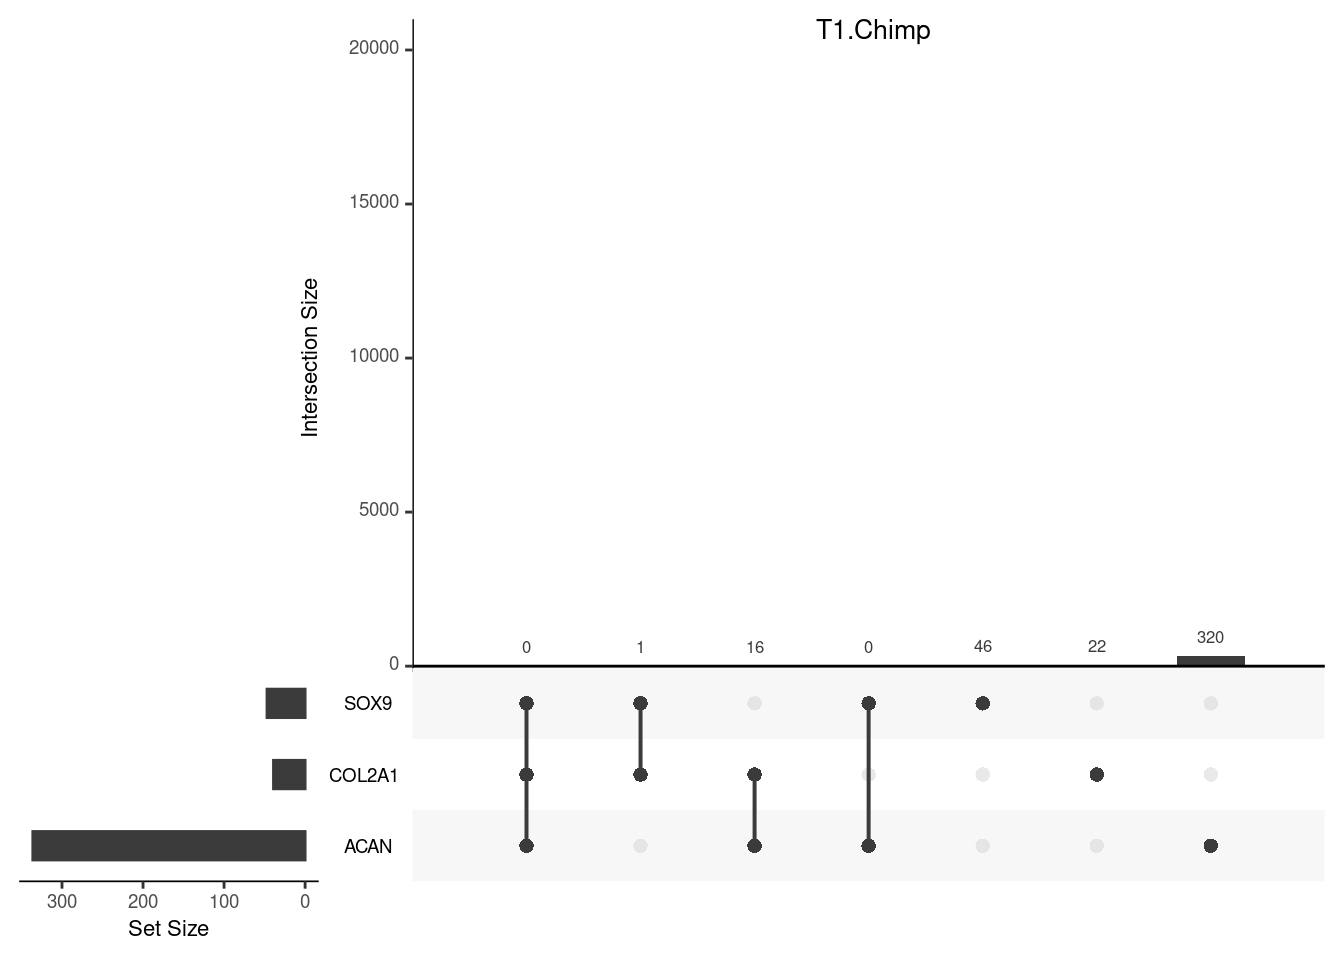 T1.Chimp
20000
15000
10000
5000
0
Intersection Size
0 1 16 0 46 22 320
SOX9
COL2A1
ACAN
300 200 100 0
Set Size